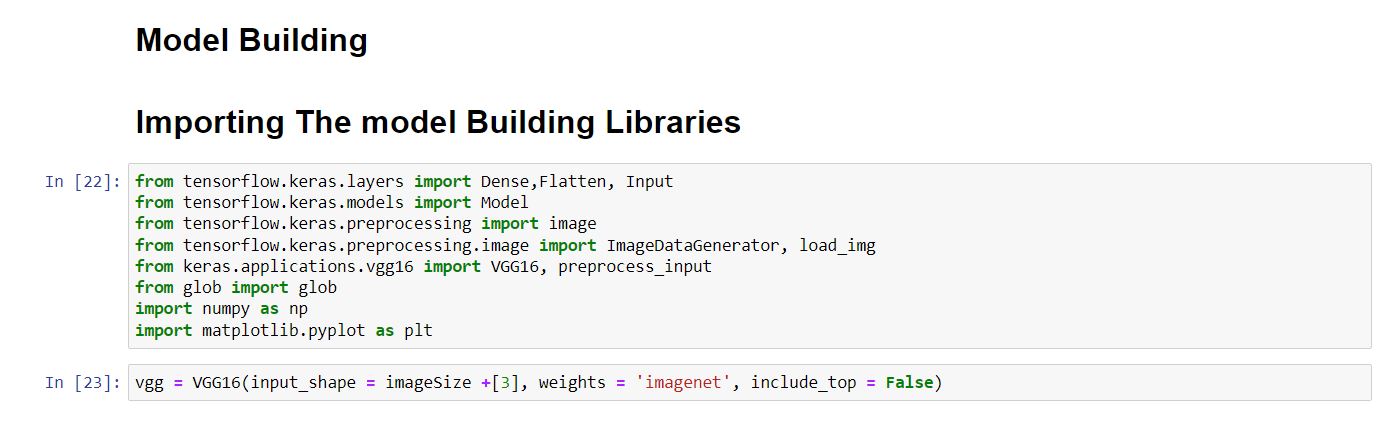 Model Building
Importing The model Building Libraries
In [22]: from tensorflow.keras.layers import Dense,Flatten, Input
from tensorflow.keras.models import Model
from tensorflow.keras.preprocessing import image
from tensorflow.keras.preprocessing.image import ImageDataGenerator, load_img
from keras.applications.vgg16 import VGG16, preprocess_input
from glob import glob
import numpy as np
import matplotlib.pyplot as plt
In [23]: vgg = VGG16(input_shape = imageSize +[3], weights = 'imagenet', include_top = False)